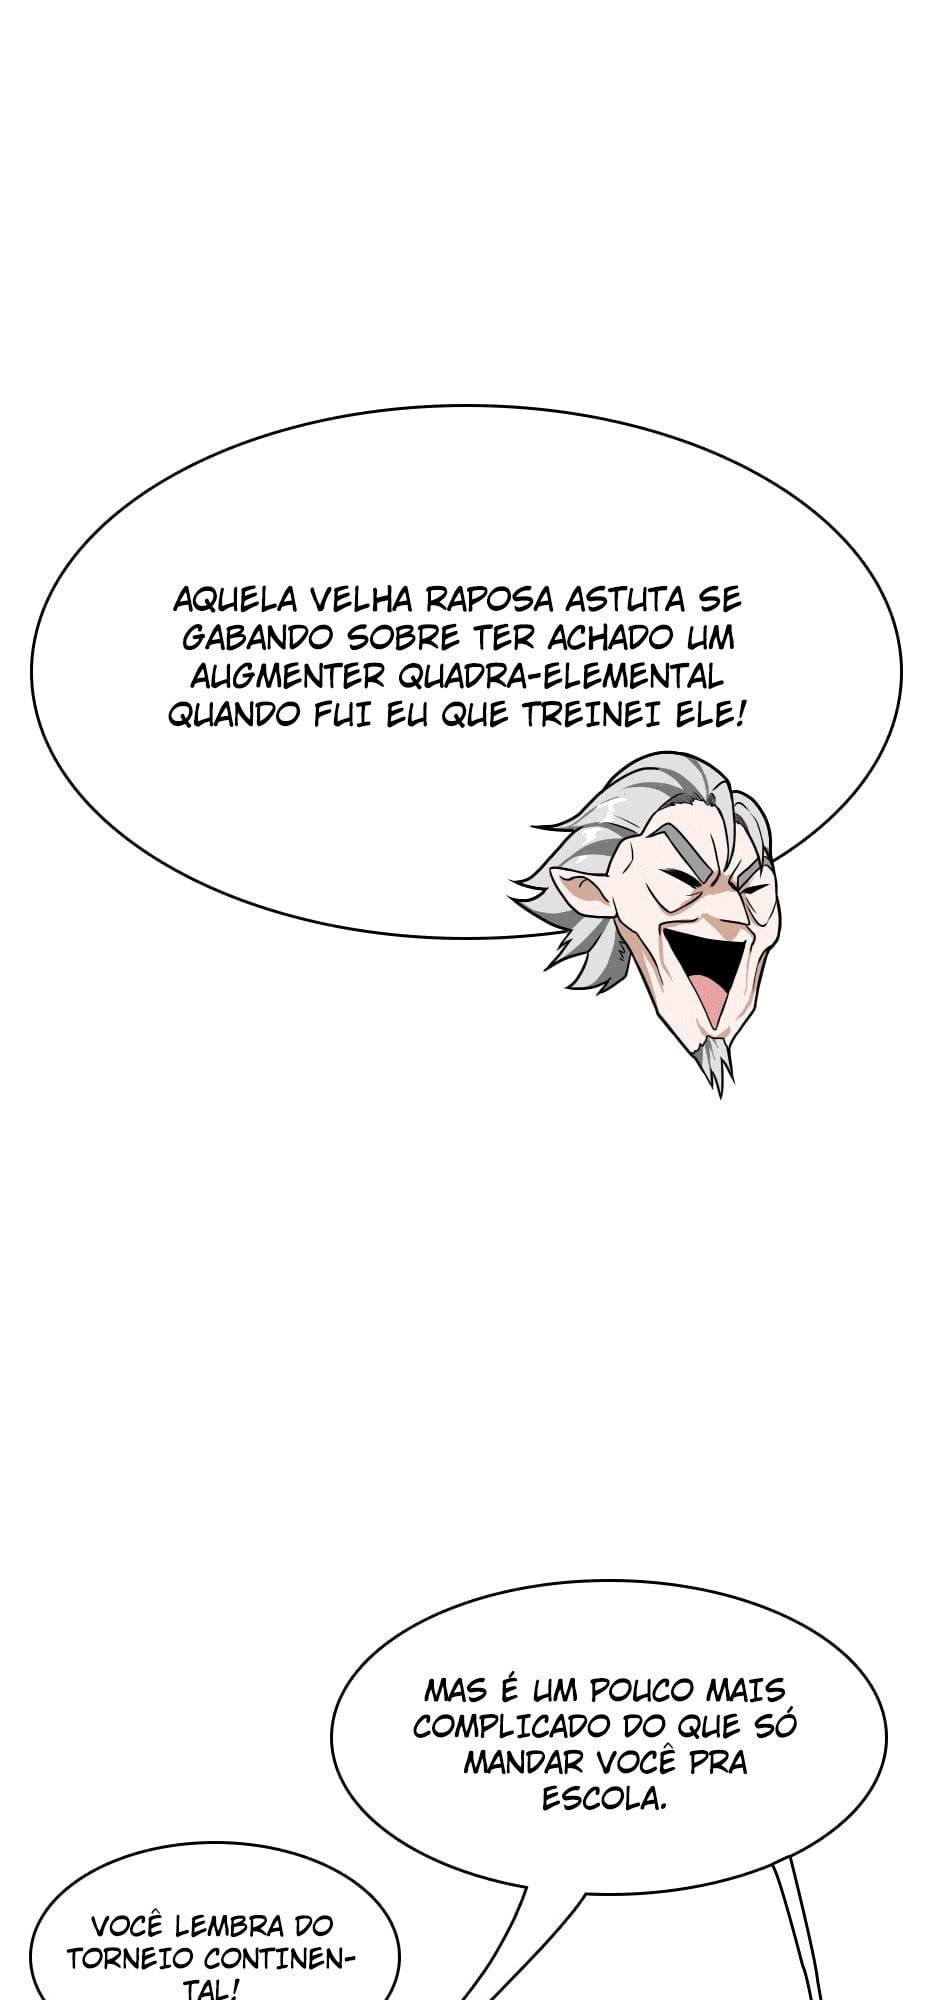 AQUELA VELHA RAPOSA ASTUTA SE
GABANDO SOBRE TER ACHADO UM
AUGMENTER QUADRA-ELEMENTAL
QUANDO FUI EU QUE TREINEI ELE!
MAS É UM POUCO MAIS
COMPLICADO DO QUE SÓ
MANDAR VOCÊ PRA
ESCOLA.
VOCÊ LEMBRA DO
TORNEIO CONTINEN-
TAL!